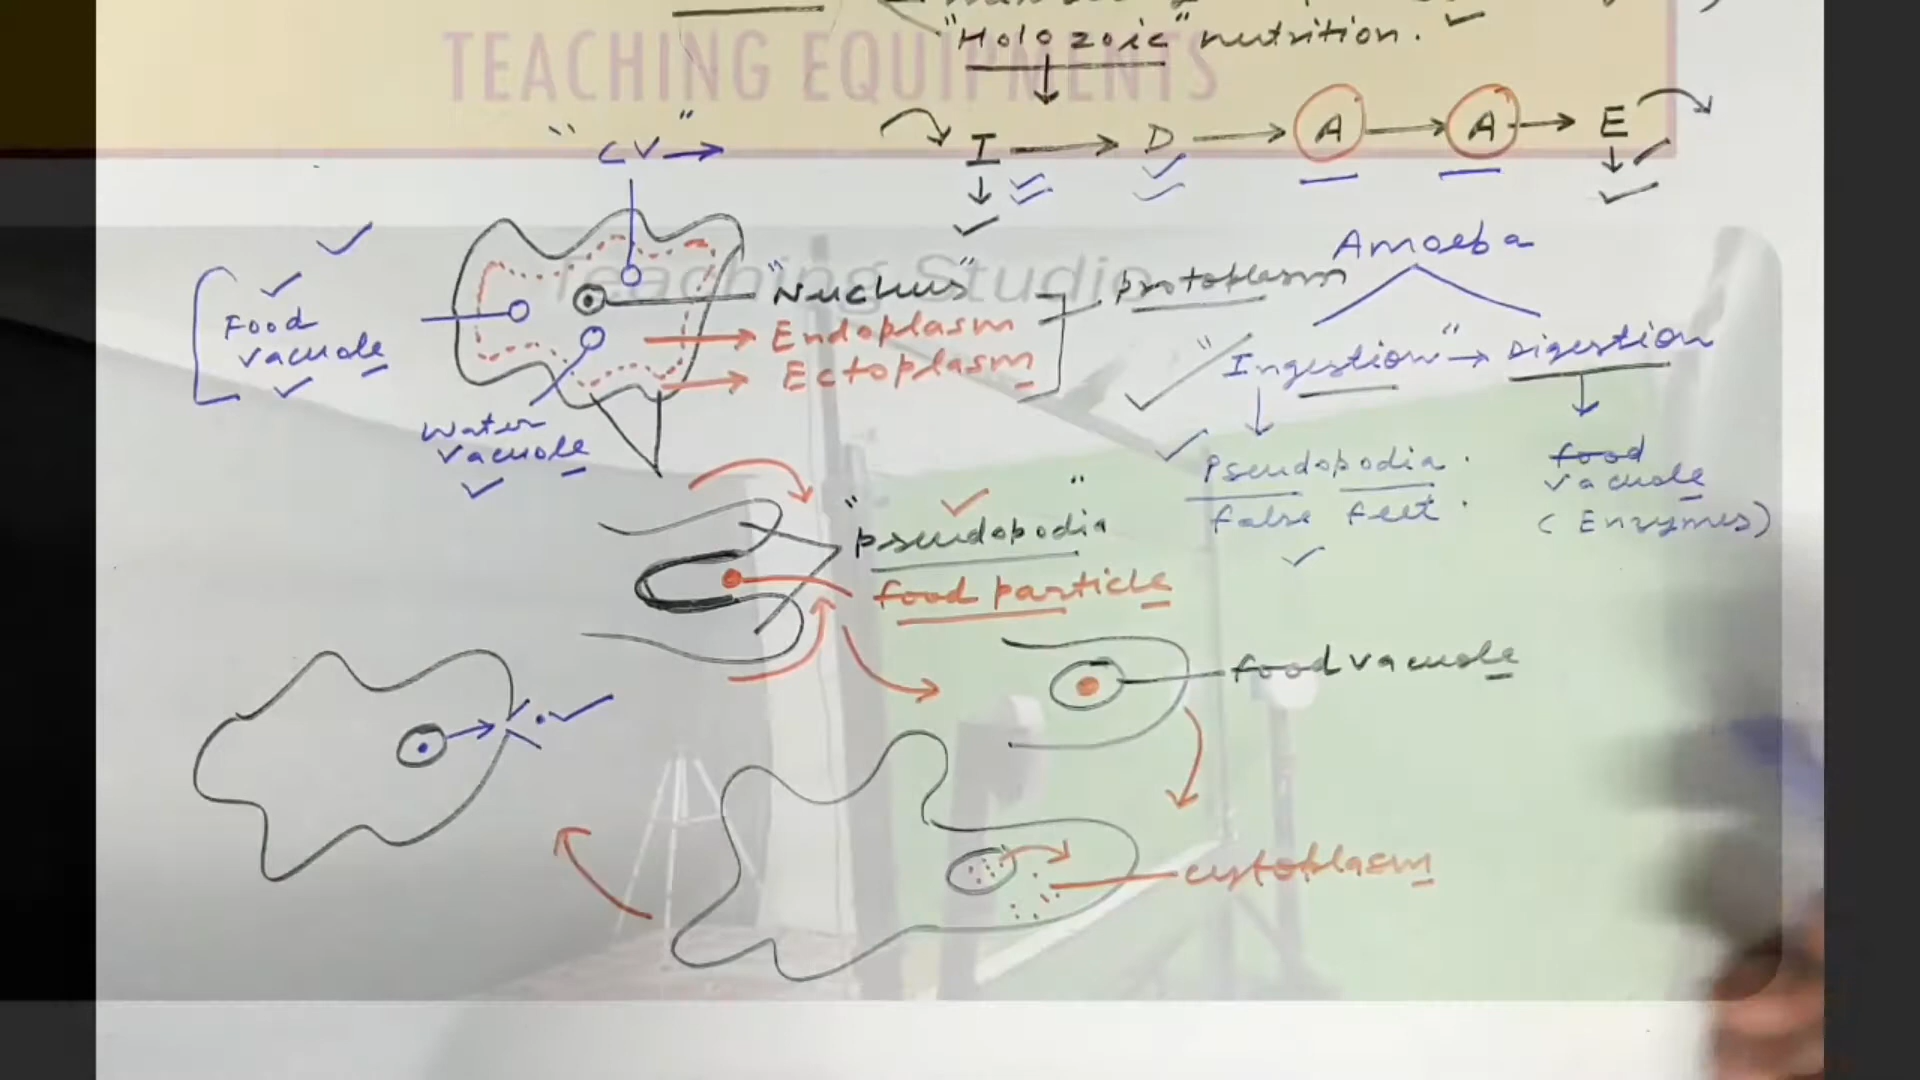 "Holozoic" nutrition.
TEACHING EQUIPMENTS
I → D → A → A → E
"CV" →
Amoeba
Teaching Studio
"Nucleus"
Protoplasm
Food
vacuole
Endoplasm
Ectoplasm
"Ingestion" → Digestion
Water
vacuole
Pseudopodia.
false feet.
food
vacuole
(Enzymes)
"Pseudopodia"
food particle
food vacuole
cytoplasm